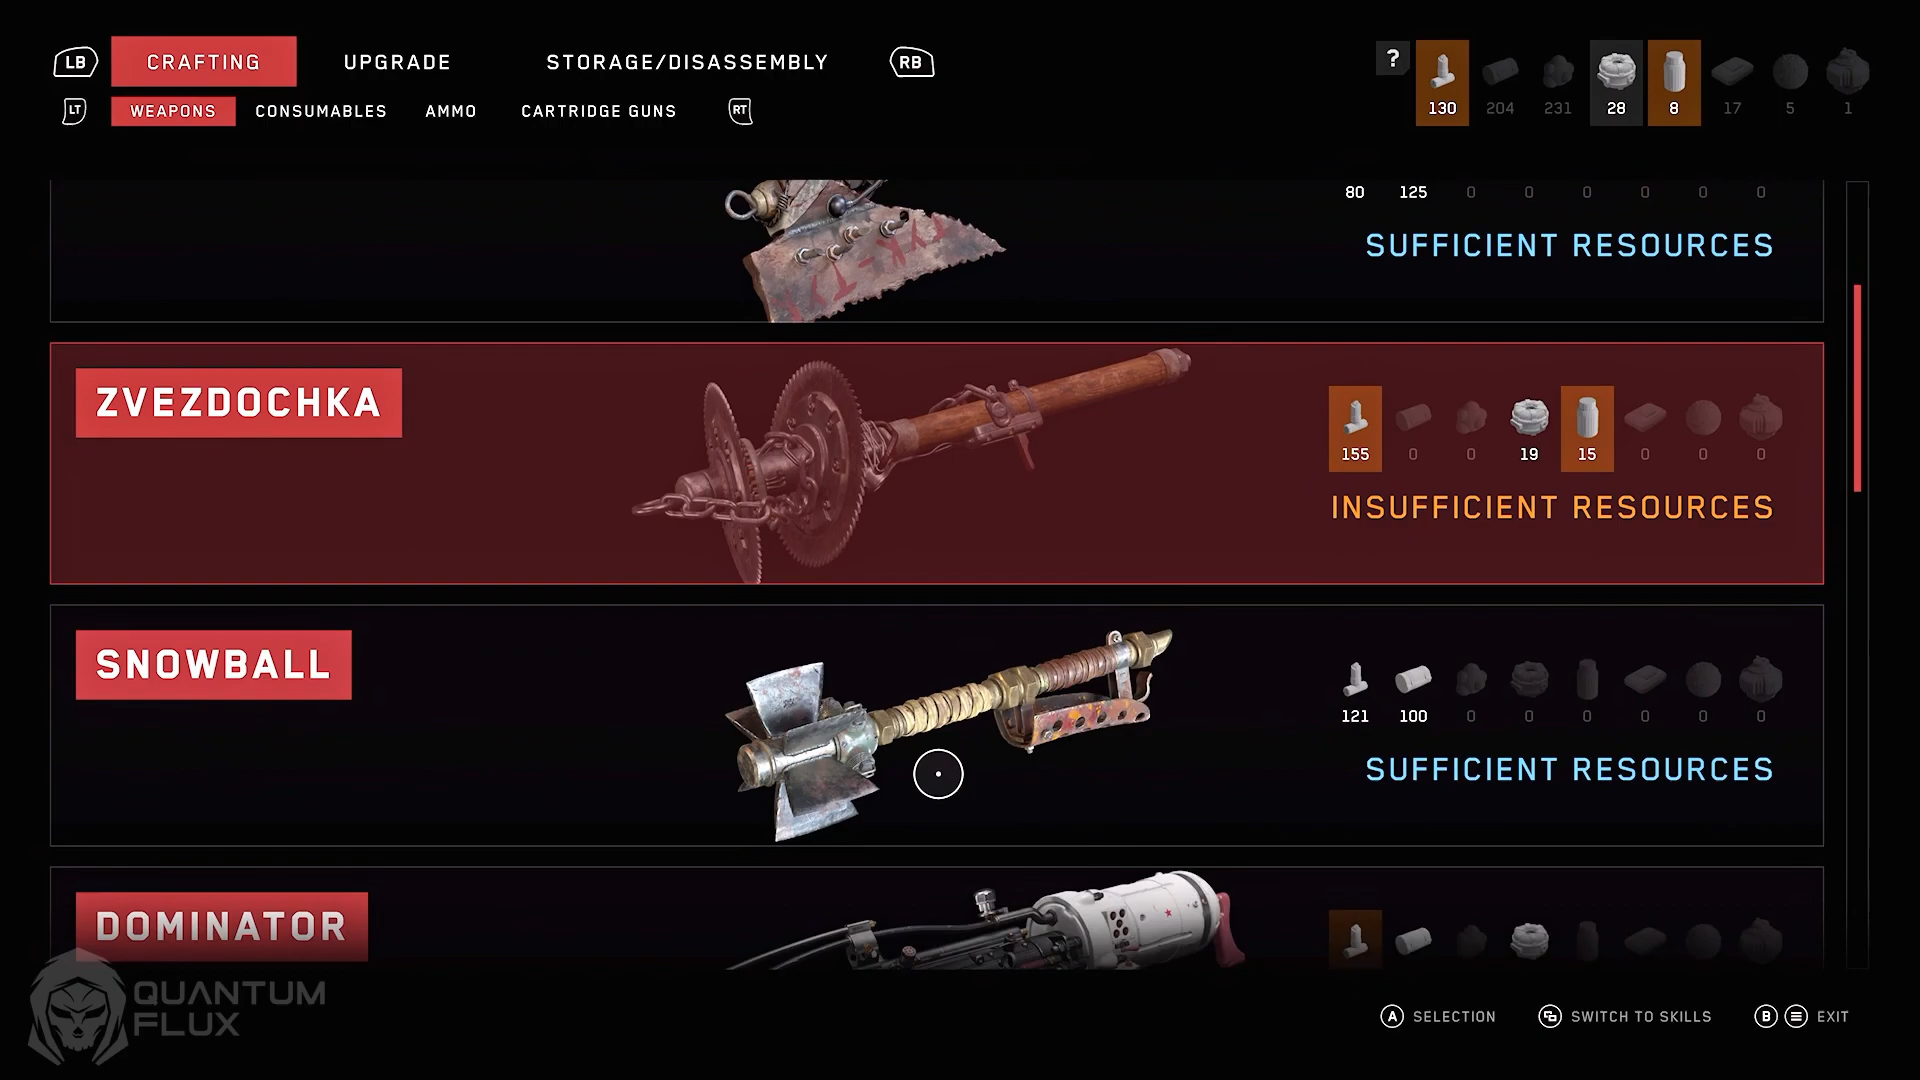 LB CRAFTING UPGRADE STORAGE/DISASSEMBLY RB
LT WEAPONS CONSUMABLES AMMO CARTRIDGE GUNS RT
?
130 204 231 28 8 17 5 1
80 125 0 0 0 0 0 0
SUFFICIENT RESOURCES
ZVEZDOCHKA
155 0 0 19 15 0 0 0
INSUFFICIENT RESOURCES
SNOWBALL
121 100 0 0 0 0 0 0
SUFFICIENT RESOURCES
DOMINATOR
QUANTUM
FLUX
A SELECTION SWITCH TO SKILLS B EXIT